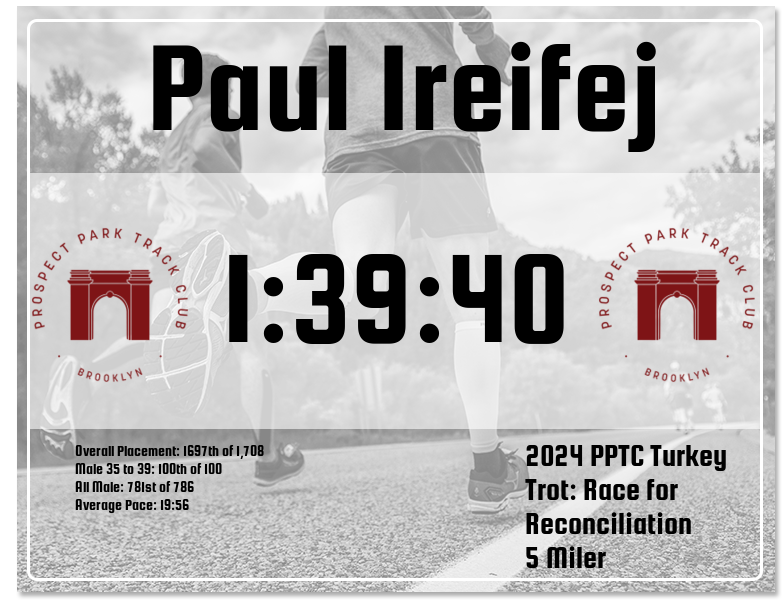 Paul Ireifej
PROSPECT PARK TRACK CLUB
BROOKLYN
1:39:40
PROSPECT PARK TRACK CLUB
BROOKLYN
Overall Placement: 1697th of 1,708
Male 35 to 39: 100th of 100
All Male: 781st of 786
Average Pace: 19:56
2024 PPTC Turkey
Trot: Race for
Reconciliation
5 Miler